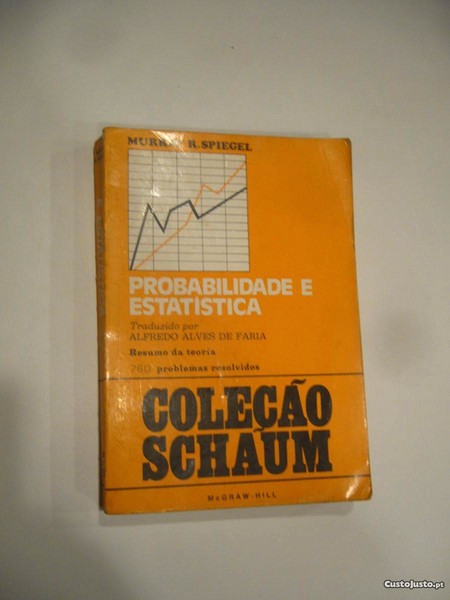 MURRAY R. SPIEGEL
PROBABILIDADE E
ESTATÍSTICA
Traduzido por
ALFREDO ALVES DE FARIA
Resumo da teoria
760 problemas resolvidos
COLEÇÃO
SCHAUM
McGRAW-HILL
CustoJusto.pt